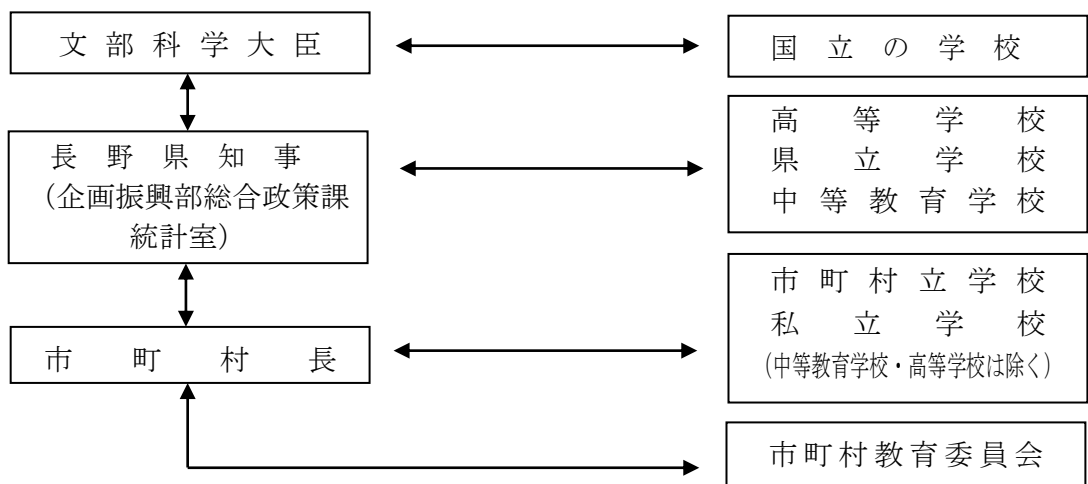 文部科学大臣
国立の学校
長野県知事
（企画振興部総合政策課
統計室）
高等学校
県立学校
中等教育学校
市町村長
市町村立学校
私立学校
（中等教育学校・高等学校は除く）
市町村教育委員会